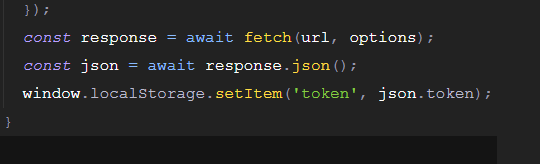 });
const response = await fetch(url, options);
const json = await response.json();
window.localStorage.setItem('token', json.token);
}